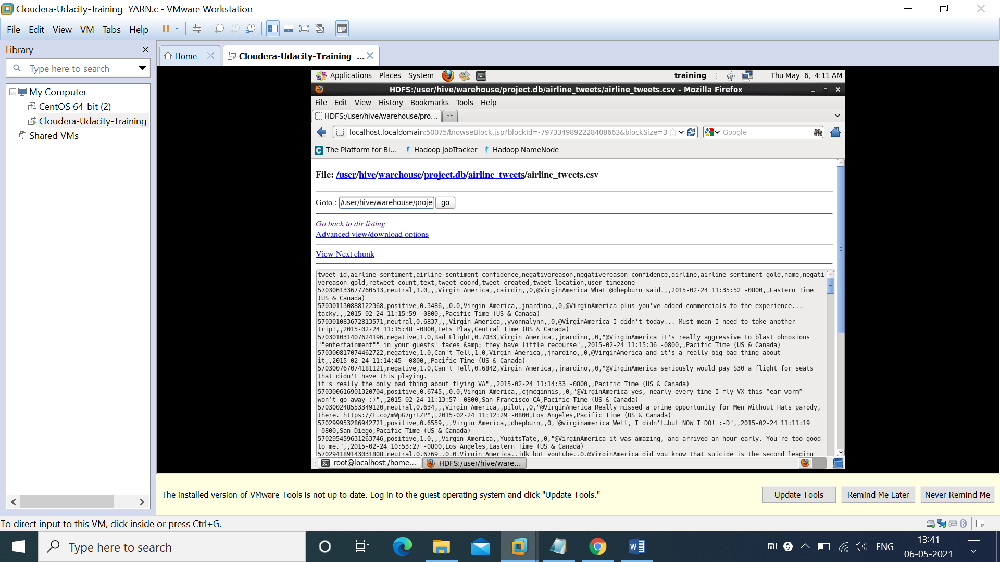 Cloudera-Udacity-Training  YARN.c - VMware Workstation
File Edit View VM Tabs Help
Library
Type here to search
My Computer
CentOS 64-bit (2)
Cloudera-Udacity-Training
Shared VMs
Home
Cloudera-Udacity-Training ...
Applications Places System
training
Thu May 6, 4:11 AM
HDFS:/user/hive/warehouse/project.db/airline_tweets/airline_tweets.csv - Mozilla Firefox
File Edit View History Bookmarks Tools Help
HDFS:/user/hive/warehouse/pro...
localhost.localdomain:50075/browseBlock.jsp?blockId=-7973349892228408663&blockSize=3
Google
The Platform for Bi... Hadoop JobTracker Hadoop NameNode
File: /user/hive/warehouse/project.db/airline_tweets/airline_tweets.csv
Goto : /user/hive/warehouse/projec go
Go back to dir listing
Advanced view/download options
View Next chunk
tweet_id,airline_sentiment,airline_sentiment_confidence,negativereason,negativereason_confidence,airline,airline_sentiment_gold,name,negati
vereason_gold,retweet_count,text,tweet_coord,tweet_created,tweet_location,user_timezone
570306133677760513,neutral,1.0,,,Virgin America,,cairdin,,0,@VirginAmerica What @dhepburn said.,,2015-02-24 11:35:52 -0800,,Eastern Time
(US & Canada)
570301130888122368,positive,0.3486,,0.0,Virgin America,,jnardino,,0,@VirginAmerica plus you've added commercials to the experience...
tacky.,,2015-02-24 11:15:59 -0800,,Pacific Time (US & Canada)
570301083672813571,neutral,0.6837,,,Virgin America,,yvonnalynn,,0,@VirginAmerica I didn't today... Must mean I need to take another
trip!,,2015-02-24 11:15:48 -0800,Lets Play,Central Time (US & Canada)
570301031407624196,negative,1.0,Bad Flight,0.7033,Virgin America,,jnardino,,0,"@VirginAmerica it's really aggressive to blast obnoxious
""entertainment"" in your guests' faces &amp; they have little recourse",,2015-02-24 11:15:36 -0800,,Pacific Time (US & Canada)
570300817074462722,negative,1.0,Can't Tell,1.0,Virgin America,,jnardino,,0,@VirginAmerica and it's a really big bad thing about
it,,2015-02-24 11:14:45 -0800,,Pacific Time (US & Canada)
570300767074181121,negative,1.0,Can't Tell,0.6842,Virgin America,,jnardino,,0,"@VirginAmerica seriously would pay $30 a flight for seats
that didn't have this playing.
it's really the only bad thing about flying VA",,2015-02-24 11:14:33 -0800,,Pacific Time (US & Canada)
570300616901320704,positive,0.6745,,0.0,Virgin America,,cjmcginnis,,0,"@VirginAmerica yes, nearly every time I fly VX this “ear worm”
won’t go away :)",,2015-02-24 11:13:57 -0800,San Francisco CA,Pacific Time (US & Canada)
570300248553349120,neutral,0.634,,,Virgin America,,pilot,,0,"@VirginAmerica Really missed a prime opportunity for Men Without Hats parody,
there. https://t.co/mWpG7grEZP",,2015-02-24 11:12:29 -0800,Los Angeles,Pacific Time (US & Canada)
570299953286942721,positive,0.6559,,,Virgin America,,dhepburn,,0,"@virginamerica Well, I didn't…but NOW I DO! :-D",,2015-02-24 11:11:19
-0800,San Diego,Pacific Time (US & Canada)
570295459631263746,positive,1.0,,,Virgin America,,YupitsTate,,0,"@VirginAmerica it was amazing, and arrived an hour early. You're too good
to me.",,2015-02-24 10:53:27 -0800,Los Angeles,Eastern Time (US & Canada)
570294189143031808,neutral,0.6769,,0.0,Virgin America,,idk_but_youtube,,0,@VirginAmerica did you know that suicide is the second leading
root@localhost:/home... HDFS:/user/hive/ware...
The installed version of VMware Tools is not up to date. Log in to the guest operating system and click "Update Tools."
Update Tools Remind Me Later Never Remind Me
To direct input to this VM, click inside or press Ctrl+G.
Type here to search
ENG
13:41
06-05-2021